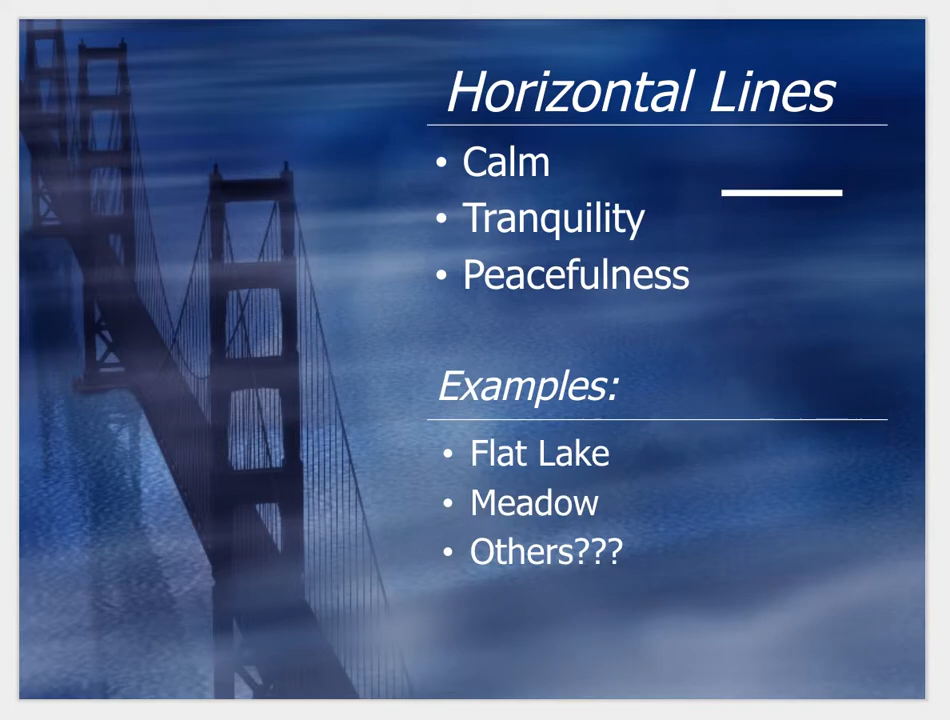 Horizontal Lines
• Calm
• Tranquility
• Peacefulness
Examples:
• Flat Lake
• Meadow
• Others???